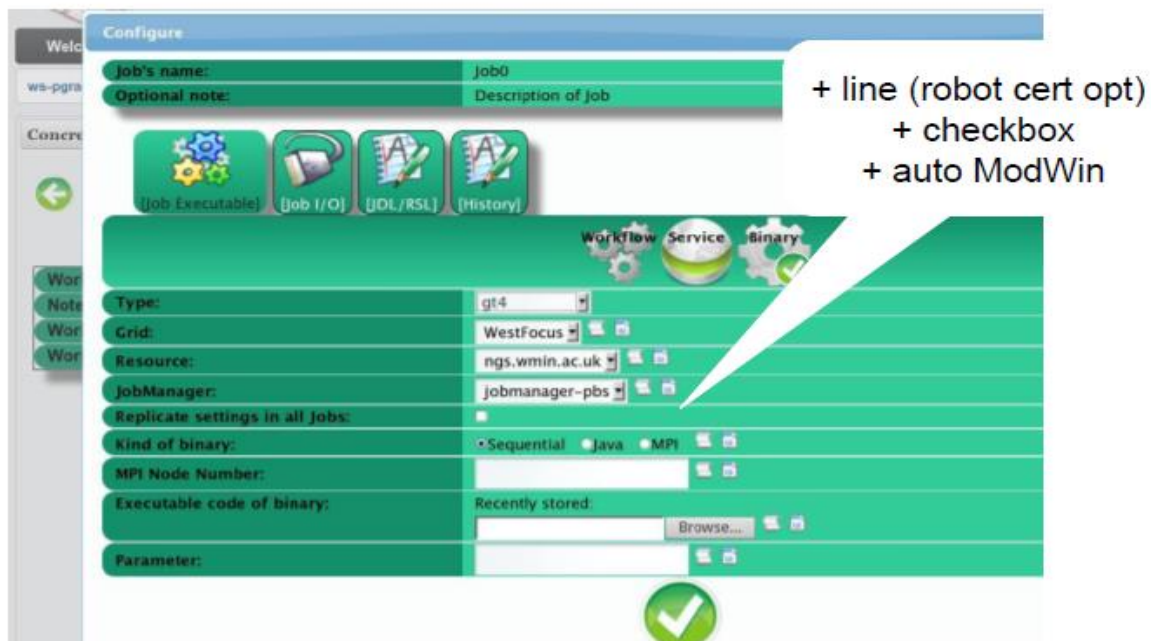 Configure
Welc
Job's name: Job0
ws-pgra
Optional note: Description of Job
+ line (robot cert opt)
+ checkbox
+ auto ModWin
Concre
[Job Executable] [Job I/O] [JDL/RSL] [History]
Workflow Service Binary
Wor
Type: gt4
Note
Grid: WestFocus
Wor
Resource: ngs.wmin.ac.uk
Wor
JobManager: jobmanager-pbs
Replicate settings in all Jobs:
Kind of binary: Sequential Java MPI
MPI Node Number:
Executable code of binary: Recently stored:
Browse...
Parameter: